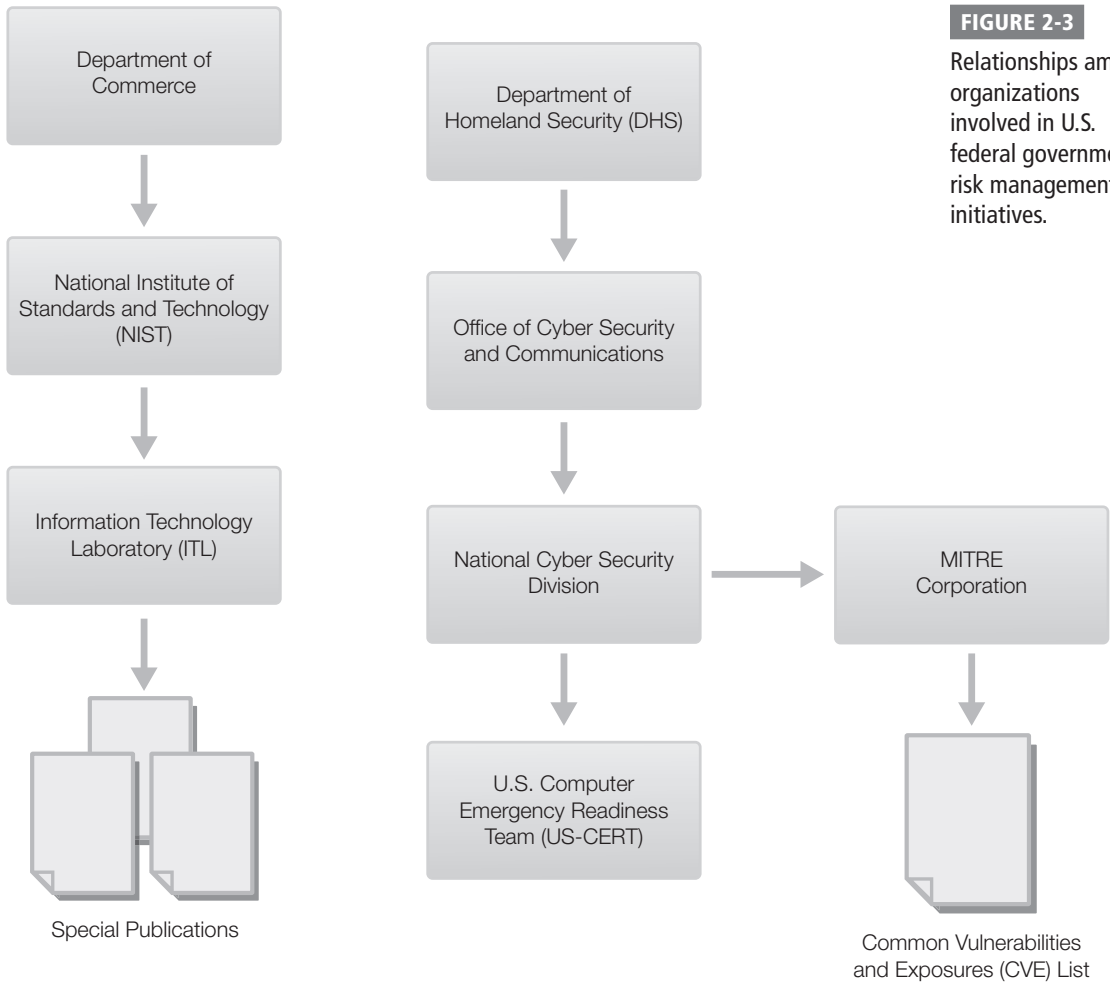 FIGURE 2-3
Relationships am
organizations
involved in U.S.
federal governme
risk management
initiatives.
Department of
Commerce
National Institute of
Standards and Technology
(NIST)
Information Technology
Laboratory (ITL)
Special Publications
Department of
Homeland Security (DHS)
Office of Cyber Security
and Communications
National Cyber Security
Division
U.S. Computer
Emergency Readiness
Team (US-CERT)
MITRE
Corporation
Common Vulnerabilities
and Exposures (CVE) List